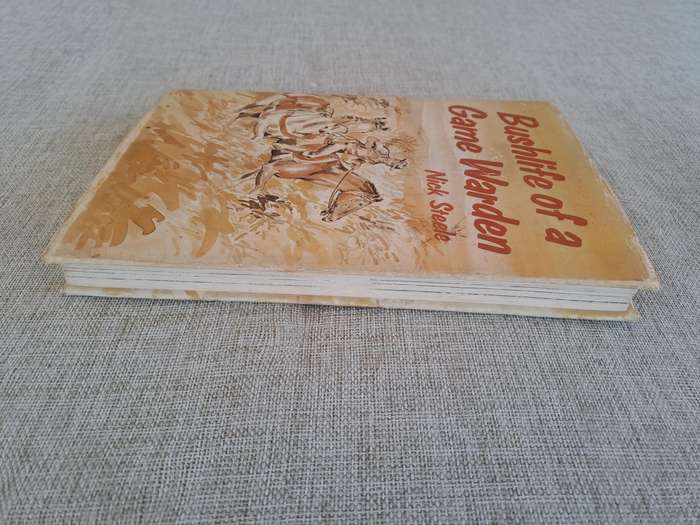 Bushlife of a
Game Warden
Nick Steele